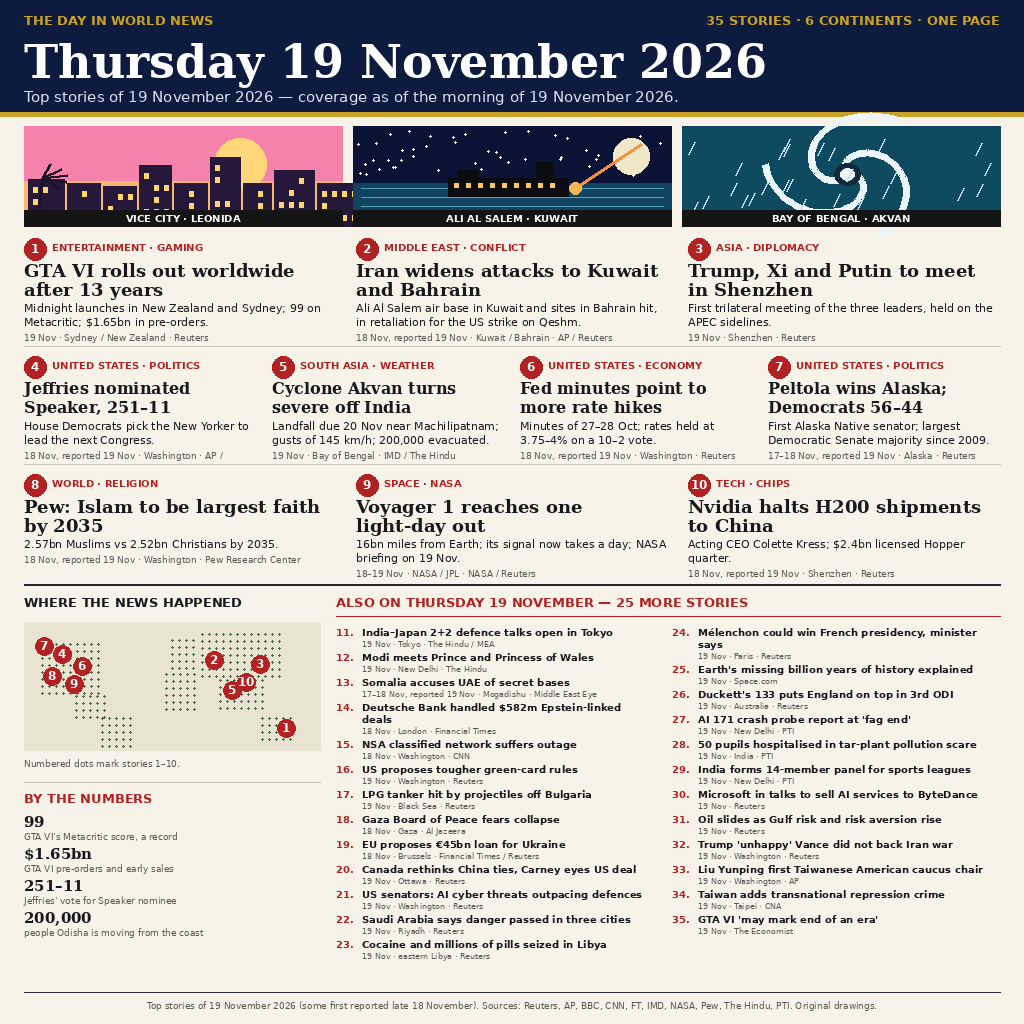 THE DAY IN WORLD NEWS
35 STORIES · 6 CONTINENTS · ONE PAGE
Thursday 19 November 2026
Top stories of 19 November 2026 — coverage as of the morning of 19 November 2026.
VICE CITY · LEONIDA
ALI AL SALEM · KUWAIT
BAY OF BENGAL · AKVAN
1 ENTERTAINMENT · GAMING
GTA VI rolls out worldwide
after 13 years
Midnight launches in New Zealand and Sydney; 99 on
Metacritic; $1.65bn in pre-orders.
19 Nov · Sydney / New Zealand · Reuters
2 MIDDLE EAST · CONFLICT
Iran widens attacks to Kuwait
and Bahrain
Ali Al Salem air base in Kuwait and sites in Bahrain hit,
in retaliation for the US strike on Qeshm.
18 Nov, reported 19 Nov · Kuwait / Bahrain · AP / Reuters
3 ASIA · DIPLOMACY
Trump, Xi and Putin to meet
in Shenzhen
First trilateral meeting of the three leaders, held on the
APEC sidelines.
19 Nov · Shenzhen · Reuters
4 UNITED STATES · POLITICS
Jeffries nominated
Speaker, 251–11
House Democrats pick the New Yorker to
lead the next Congress.
18 Nov, reported 19 Nov · Washington · AP /
5 SOUTH ASIA · WEATHER
Cyclone Akvan turns
severe off India
Landfall due 20 Nov near Machilipatnam;
gusts of 145 km/h; 200,000 evacuated.
19 Nov · Bay of Bengal · IMD / The Hindu
6 UNITED STATES · ECONOMY
Fed minutes point to
more rate hikes
Minutes of 27–28 Oct; rates held at
3.75–4% on a 10–2 vote.
18 Nov, reported 19 Nov · Washington · Reuters
7 UNITED STATES · POLITICS
Peltola wins Alaska;
Democrats 56–44
First Alaska Native senator; largest
Democratic Senate majority since 2009.
17–18 Nov, reported 19 Nov · Alaska · Reuters
8 WORLD · RELIGION
Pew: Islam to be largest faith
by 2035
2.57bn Muslims vs 2.52bn Christians by 2035.
18 Nov, reported 19 Nov · Washington · Pew Research Center
9 SPACE · NASA
Voyager 1 reaches one
light-day out
16bn miles from Earth; its signal now takes a day; NASA
briefing on 19 Nov.
18–19 Nov · NASA / JPL · NASA / Reuters
10 TECH · CHIPS
Nvidia halts H200 shipments
to China
Acting CEO Colette Kress; $2.4bn licensed Hopper
quarter.
18 Nov, reported 19 Nov · Shenzhen · Reuters
WHERE THE NEWS HAPPENED
7
4
6
8
9
2
3
5
10
1
Numbered dots mark stories 1–10.
BY THE NUMBERS
99
GTA VI's Metacritic score, a record
$1.65bn
GTA VI pre-orders and early sales
251–11
Jeffries' vote for Speaker nominee
200,000
people Odisha is moving from the coast
ALSO ON THURSDAY 19 NOVEMBER — 25 MORE STORIES
11. India–Japan 2+2 defence talks open in Tokyo
19 Nov · Tokyo · The Hindu / MEA
12. Modi meets Prince and Princess of Wales
19 Nov · New Delhi · The Hindu
13. Somalia accuses UAE of secret bases
17–18 Nov, reported 19 Nov · Mogadishu · Middle East Eye
14. Deutsche Bank handled $582m Epstein-linked
deals
18 Nov · London · Financial Times
15. NSA classified network suffers outage
18 Nov · Washington · CNN
16. US proposes tougher green-card rules
19 Nov · Washington · Reuters
17. LPG tanker hit by projectiles off Bulgaria
19 Nov · Black Sea · Reuters
18. Gaza Board of Peace fears collapse
18 Nov · Gaza · Al Jazeera
19. EU proposes €45bn loan for Ukraine
18 Nov · Brussels · Financial Times / Reuters
20. Canada rethinks China ties, Carney eyes US deal
19 Nov · Ottawa · Reuters
21. US senators: AI cyber threats outpacing defences
19 Nov · Washington · Reuters
22. Saudi Arabia says danger passed in three cities
19 Nov · Riyadh · Reuters
23. Cocaine and millions of pills seized in Libya
19 Nov · eastern Libya · Reuters
24. Mélenchon could win French presidency, minister
says
19 Nov · Paris · Reuters
25. Earth's missing billion years of history explained
19 Nov · Space.com
26. Duckett's 133 puts England on top in 3rd ODI
19 Nov · Australia · Reuters
27. AI 171 crash probe report at 'fag end'
19 Nov · New Delhi · PTI
28. 50 pupils hospitalised in tar-plant pollution scare
19 Nov · India · PTI
29. India forms 14-member panel for sports leagues
19 Nov · New Delhi · PTI
30. Microsoft in talks to sell AI services to ByteDance
19 Nov · Reuters
31. Oil slides as Gulf risk and risk aversion rise
19 Nov · Reuters
32. Trump 'unhappy' Vance did not back Iran war
19 Nov · Washington · Reuters
33. Liu Yunping first Taiwanese American caucus chair
19 Nov · Washington · AP
34. Taiwan adds transnational repression crime
19 Nov · Taipei · CNA
35. GTA VI 'may mark end of an era'
19 Nov · The Economist
Top stories of 19 November 2026 (some first reported late 18 November). Sources: Reuters, AP, BBC, CNN, FT, IMD, NASA, Pew, The Hindu, PTI. Original drawings.